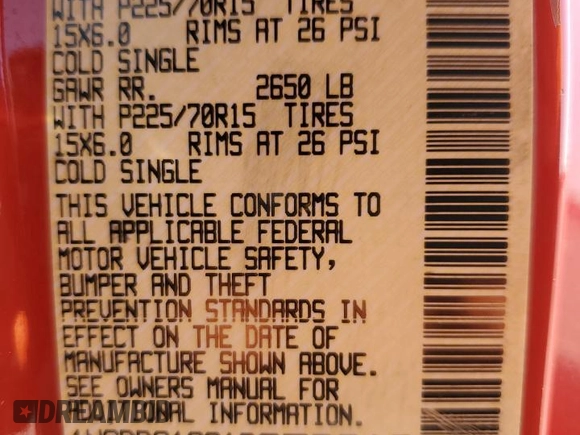 WITH P225/70R15 TIRES
15X6.0 RIMS AT 26 PSI
COLD SINGLE
GAWR RR. 2650 LB
WITH P225/70R15 TIRES
15X6.0 RIMS AT 26 PSI
COLD SINGLE
THIS VEHICLE CONFORMS TO
ALL APPLICABLE FEDERAL
MOTOR VEHICLE SAFETY,
BUMPER AND THEFT
PREVENTION STANDARDS IN
EFFECT ON THE DATE OF
MANUFACTURE SHOWN ABOVE.
SEE OWNERS MANUAL FOR
INFORMATION.